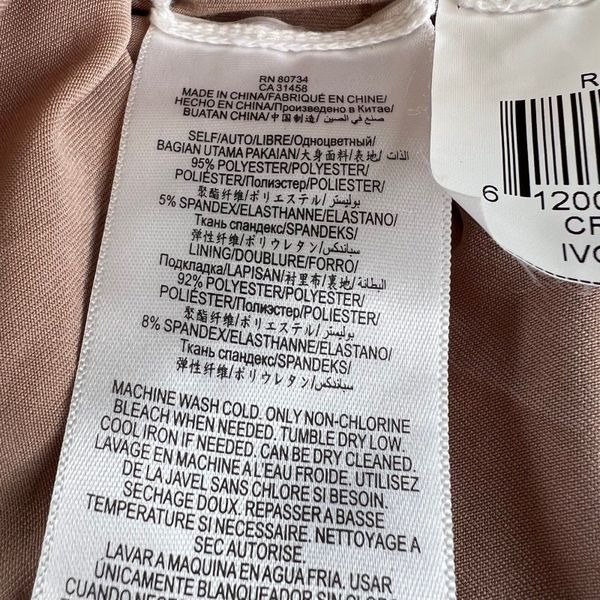 RN 80734
CA 31458
MADE IN CHINA/FABRIQUÉ EN CHINE/
HECHO EN CHINA/Произведено в Китае/
BUATAN CHINA/中国制造/ صنع في الصين
SELF/AUTO/LIBRE/Одноцветный/
BAGIAN UTAMA PAKAIAN/大身面料/表地/ الذات
95% POLYESTER/POLYESTER/
POLIÉSTER/Полиэстер/POLIESTER/
聚酯纤维/ポリエステル/بوليستر
5% SPANDEX/ELASTHANNE/ELASTANO/
Ткань спандекс/SPANDEKS/
弹性纤维/ポリウレタン/سباندكس
LINING/DOUBLURE/FORRO/
Подкладка/LAPISAN/衬里布/裏地/ البطانة
92% POLYESTER/POLYESTER/
POLIÉSTER/Полиэстер/POLIESTER/
聚酯纤维/ポリエステル/بوليستر
8% SPANDEX/ELASTHANNE/ELASTANO/
Ткань спандекс/SPANDEKS/
弹性纤维/ポリウレタン/سباندكس
MACHINE WASH COLD. ONLY NON-CHLORINE
BLEACH WHEN NEEDED. TUMBLE DRY LOW.
COOL IRON IF NEEDED. CAN BE DRY CLEANED.
LAVAGE EN MACHINE A L'EAU FROIDE. UTILISEZ
DE LA JAVEL SANS CHLORE SI BESOIN.
SECHAGE DOUX. REPASSER A BASSE
TEMPERATURE SI NECESSAIRE. NETTOYAGE A
SEC AUTORISE.
LAVAR A MAQUINA EN AGUA FRIA. USAR
UNICAMENTE BLANQUEADOR SIN CLORO
CUANDO
R
6 1200
CR
IVO